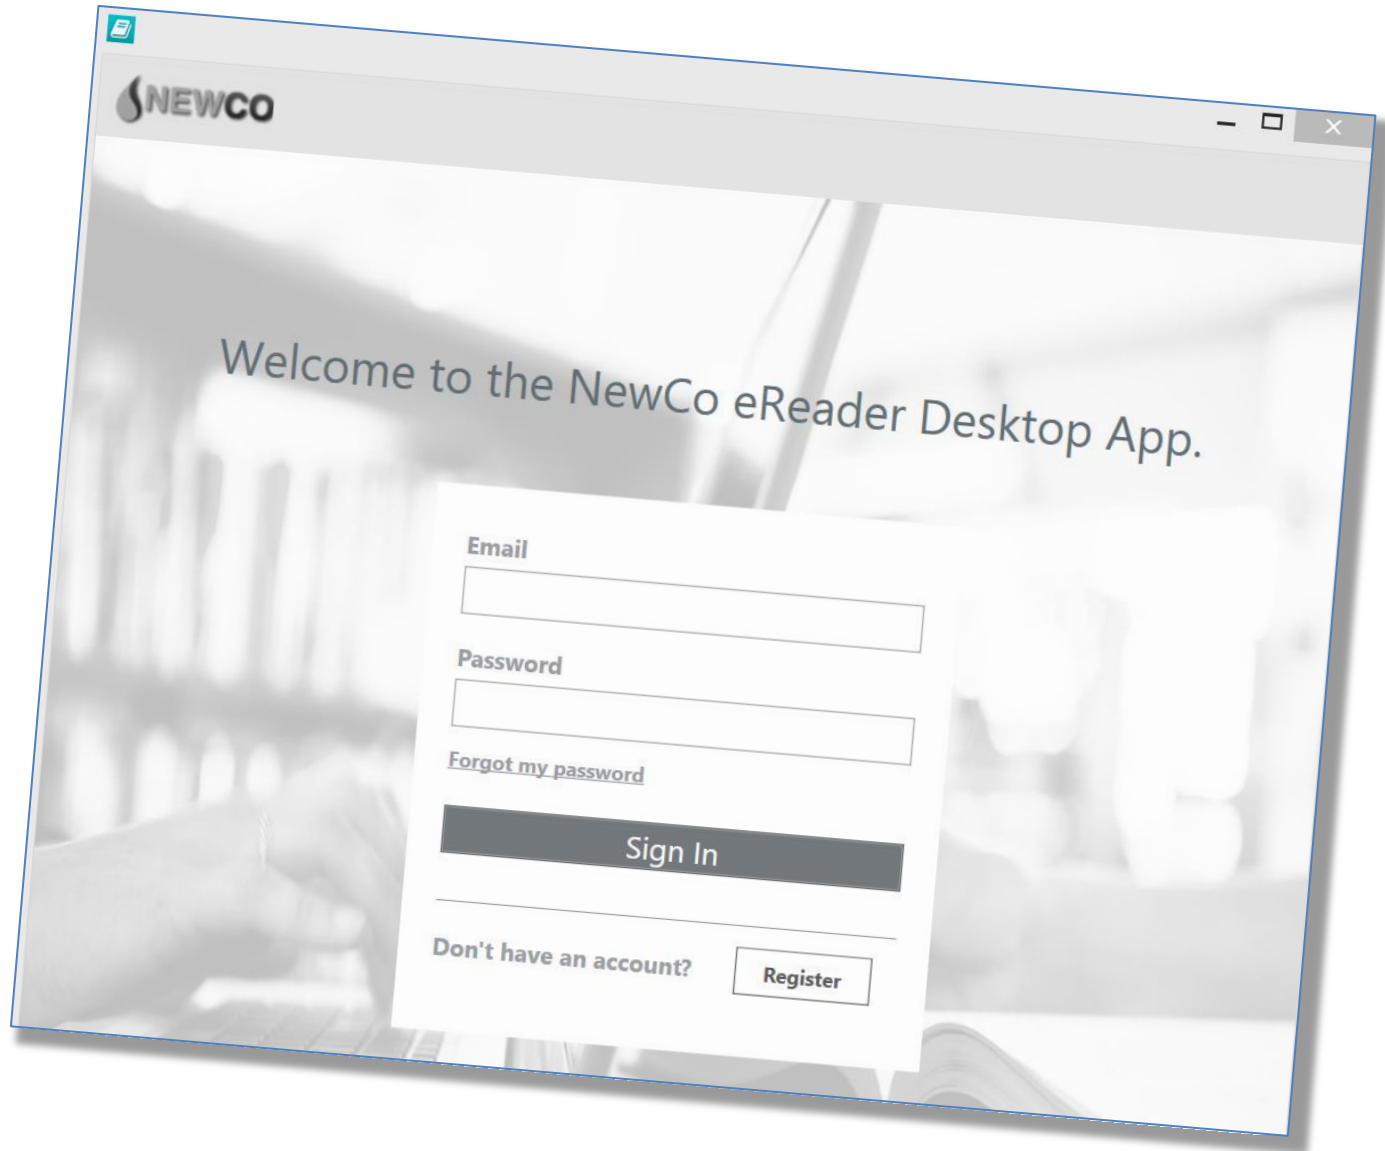 NEWCO
Welcome to the NewCo eReader Desktop App.
Email
Password
Forgot my password
Sign In
Don't have an account?
Register